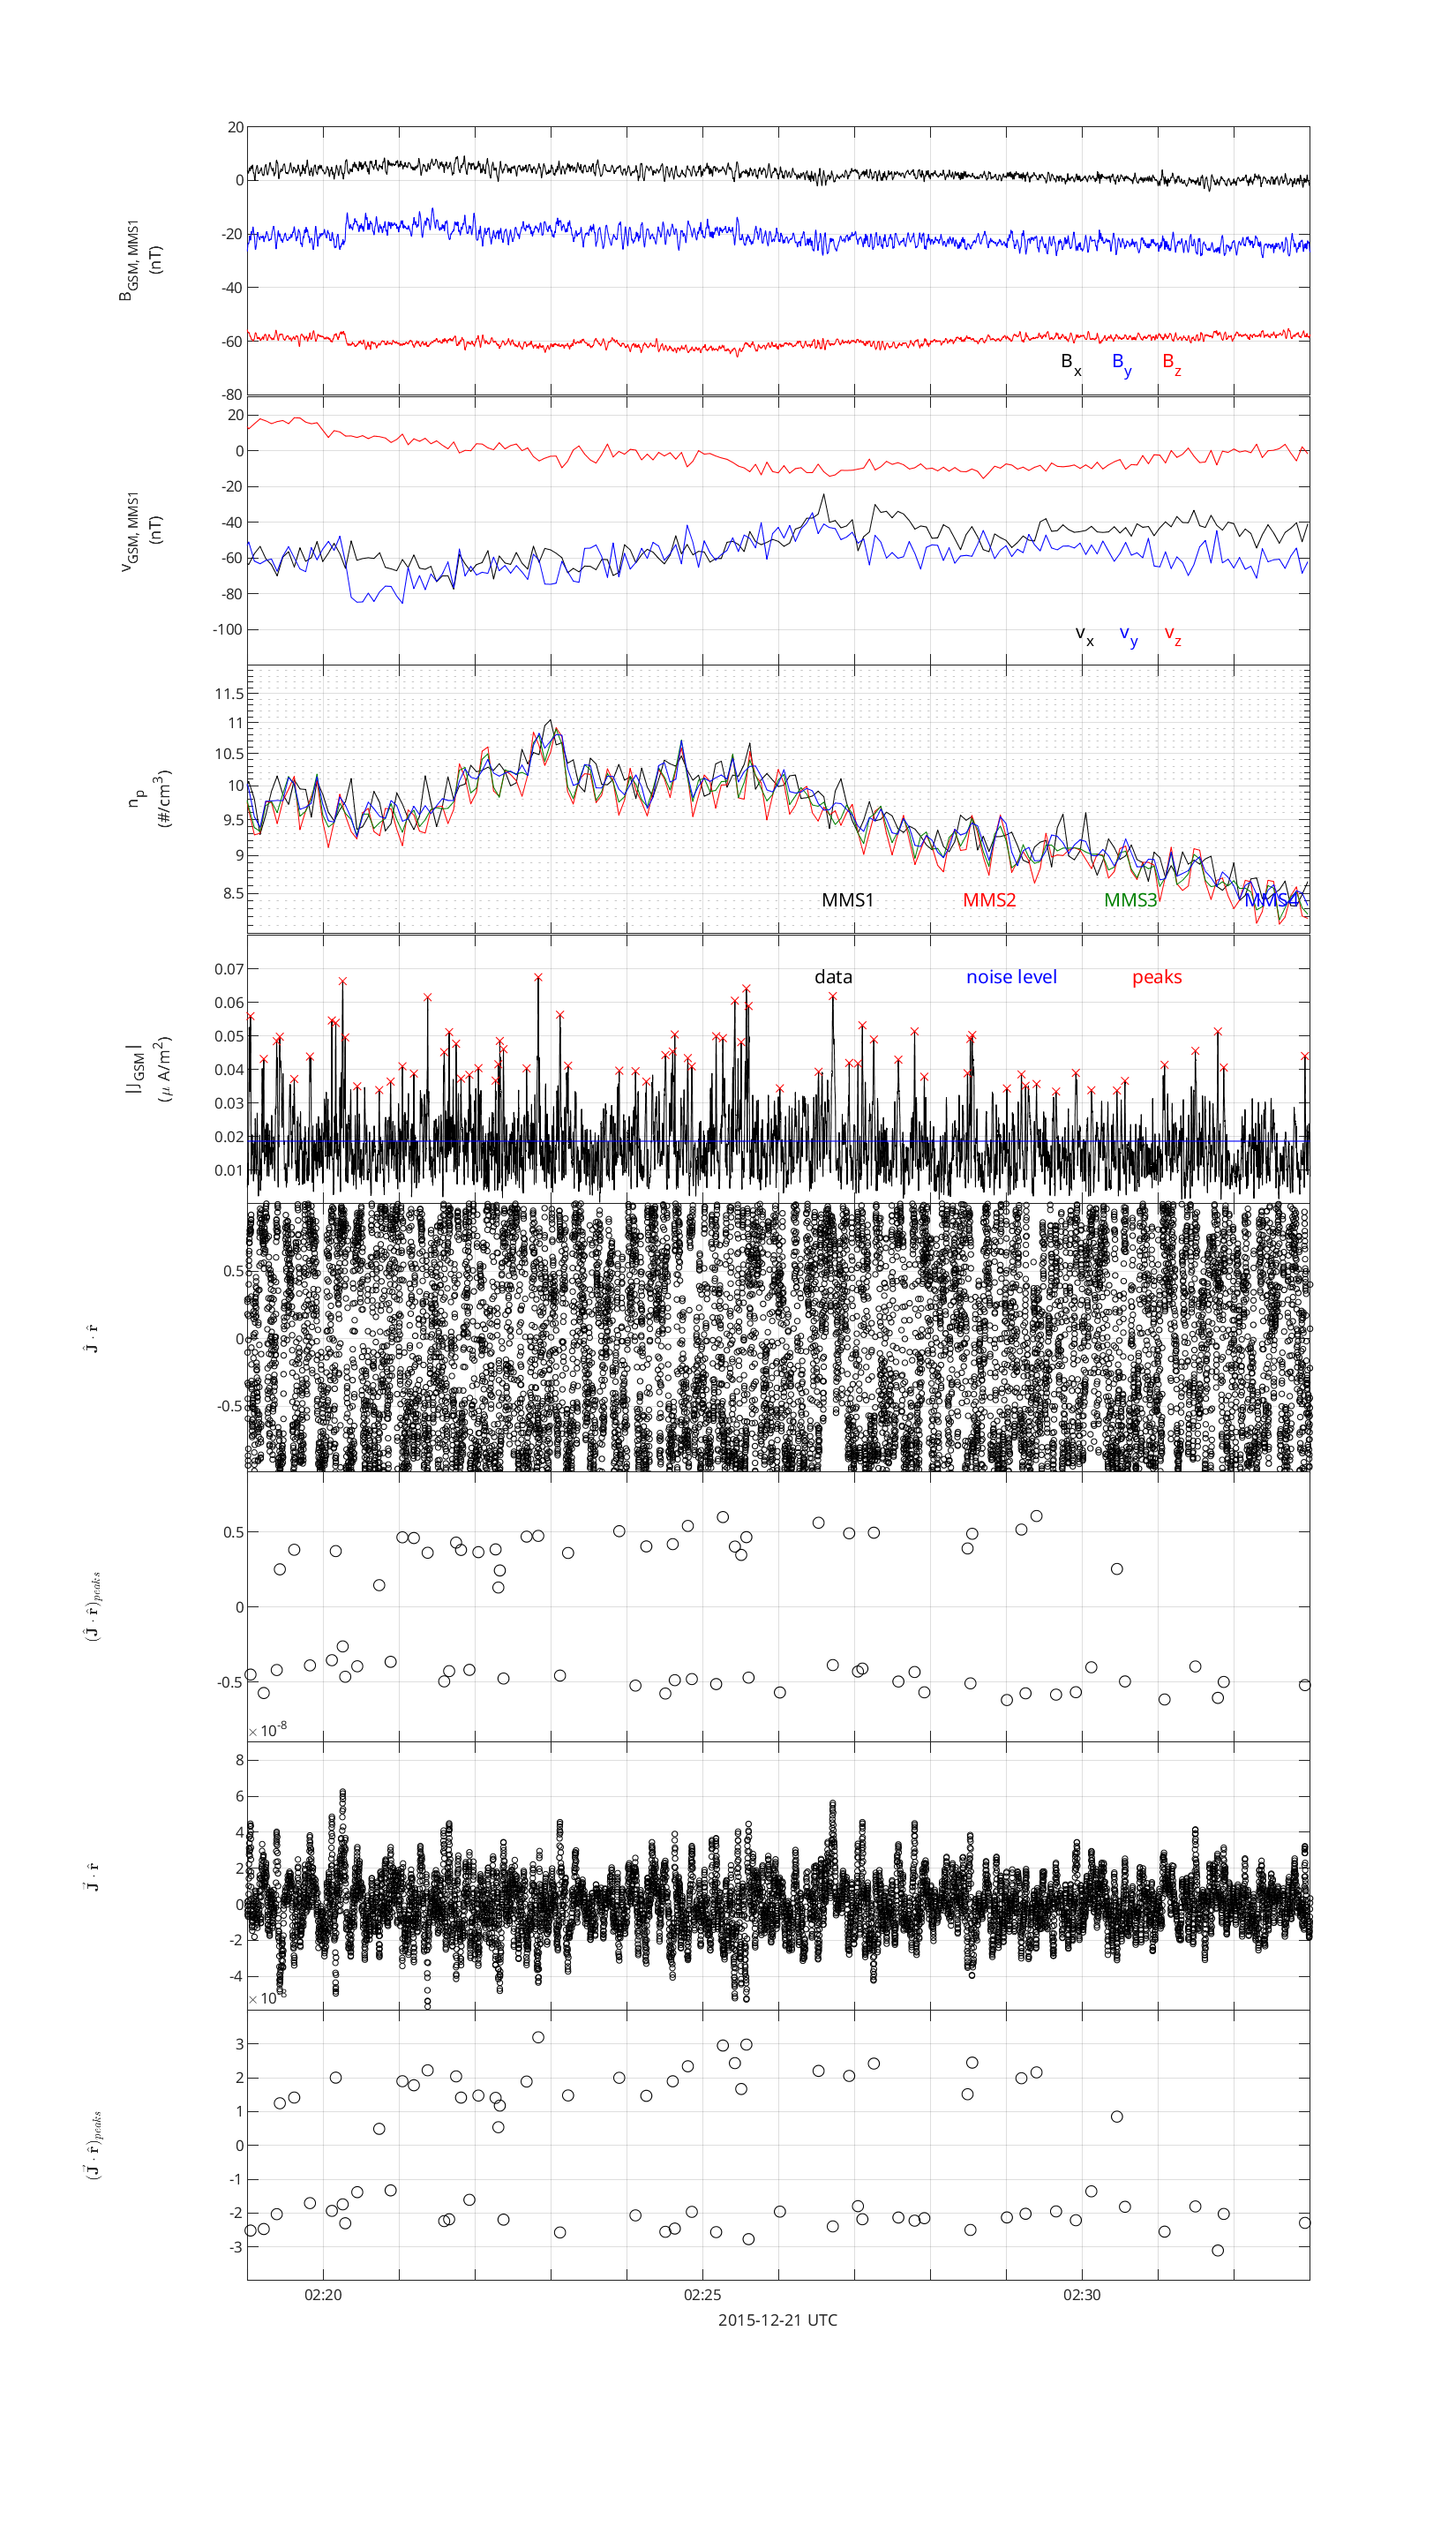 20
0
-20
-40
-60
-80
B_GSM, MMS1
(nT)
B_x B_y B_z
20
0
-20
-40
-60
-80
-100
v_GSM, MMS1
(nT)
v_x v_y v_z
11.5
11
10.5
10
9.5
9
8.5
n_p
(#/cm^3)
MMS1 MMS2 MMS3 MMS4
0.07
0.06
0.05
0.04
0.03
0.02
0.01
|J_GSM|
(μ A/m^2)
data noise level peaks
0.5
0
-0.5
Ĵ · r̂
0.5
0
-0.5
(Ĵ · r̂)_peaks
×10^-8
8
6
4
2
0
-2
-4
J⃗ · r̂
×10
3
2
1
0
-1
-2
-3
(J⃗ · r̂)_peaks
02:20 02:25 02:30
2015-12-21 UTC